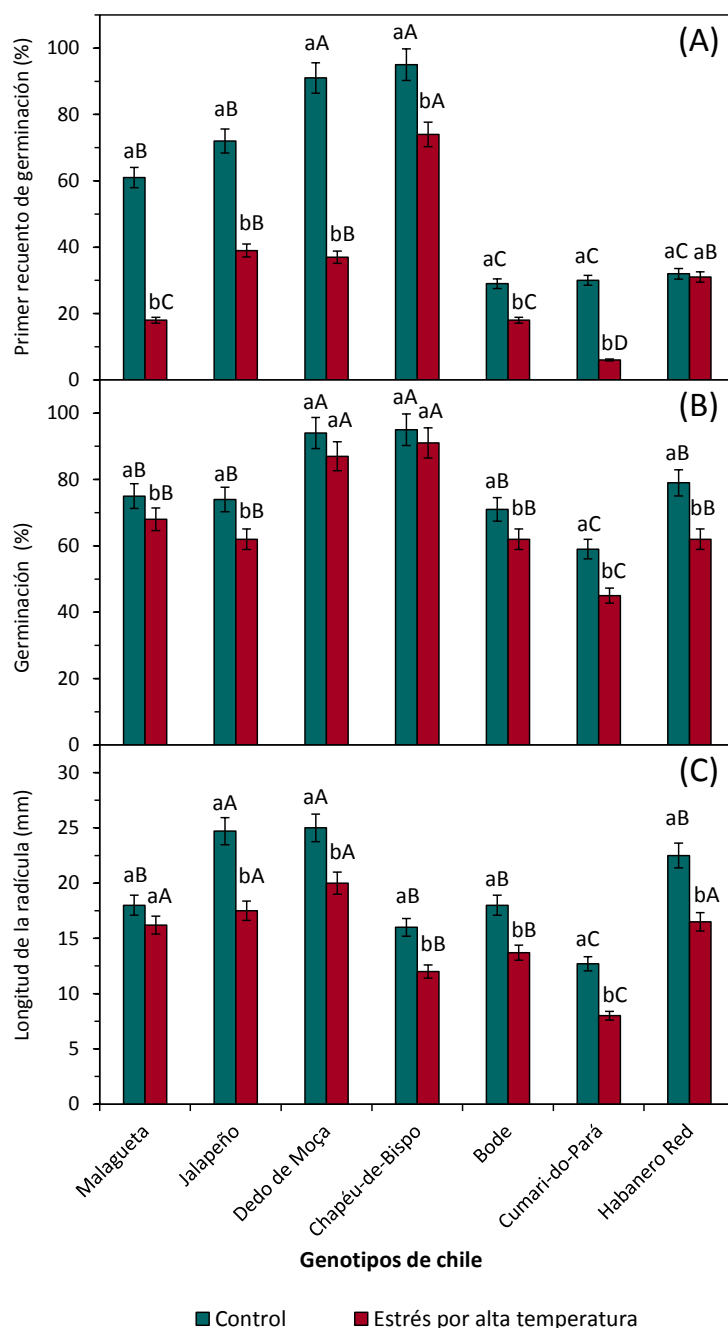 (A)
Primer recuento de germinación (%)
100
80
60
40
20
0
aB
bC
aB
bB
aA
bB
aA
bA
aC
bC
aC
bD
aC
aB
(B)
Germinación (%)
100
80
60
40
20
0
aB
bB
aB
bB
aA
aA
aA
aA
aB
bB
aC
bC
aB
bB
(C)
Longitud de la radícula (mm)
30
25
20
15
10
5
0
aB
aA
aA
bA
aA
bA
aB
bB
aB
bB
aC
bC
aB
bA
Malagueta
Jalapeño
Dedo de Moça
Chapéu-de-Bispo
Bode
Cumari-do-Pará
Habanero Red
Genotipos de chile
Control
Estrés por alta temperatura